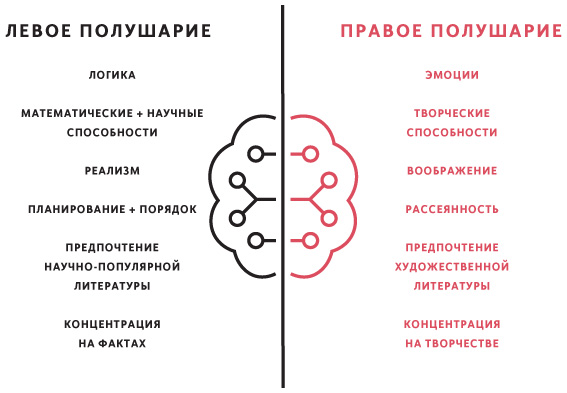 ЛЕВОЕ ПОЛУШАРИЕ
ЛОГИКА
МАТЕМАТИЧЕСКИЕ + НАУЧНЫЕ
СПОСОБНОСТИ
РЕАЛИЗМ
ПЛАНИРОВАНИЕ + ПОРЯДОК
ПРЕДПОЧТЕНИЕ
НАУЧНО-ПОПУЛЯРНОЙ
ЛИТЕРАТУРЫ
КОНЦЕНТРАЦИЯ
НА ФАКТАХ
ПРАВОЕ ПОЛУШАРИЕ
ЭМОЦИИ
ТВОРЧЕСКИЕ
СПОСОБНОСТИ
ВООБРАЖЕНИЕ
РАССЕЯННОСТЬ
ПРЕДПОЧТЕНИЕ
ХУДОЖЕСТВЕННОЙ
ЛИТЕРАТУРЫ
КОНЦЕНТРАЦИЯ
НА ТВОРЧЕСТВЕ